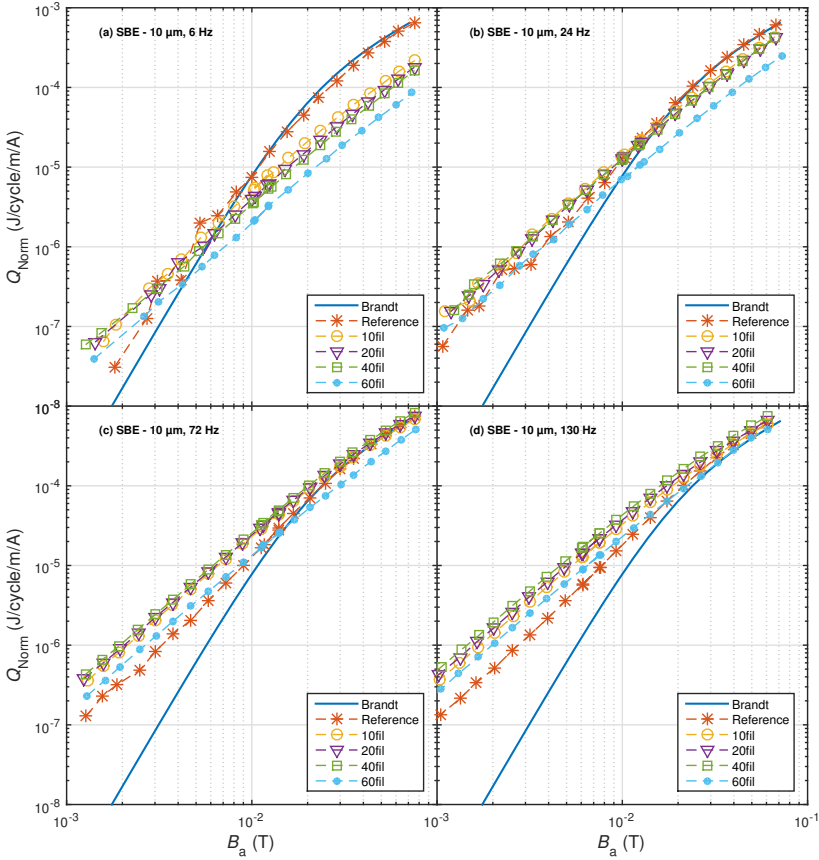 (a) SBE - 10 µm, 6 Hz
(b) SBE - 10 µm, 24 Hz
10^-3
10^-4
10^-5
10^-6
10^-7
10^-8
Q_Norm (J/cycle/m/A)
Brandt
Reference
10fil
20fil
40fil
60fil
Brandt
Reference
10fil
20fil
40fil
60fil
(c) SBE - 10 µm, 72 Hz
(d) SBE - 10 µm, 130 Hz
10^-3
10^-4
10^-5
10^-6
10^-7
10^-8
Q_Norm (J/cycle/m/A)
Brandt
Reference
10fil
20fil
40fil
60fil
Brandt
Reference
10fil
20fil
40fil
60fil
10^-3
10^-2
10^-3
10^-2
10^-1
B_a (T)
B_a (T)